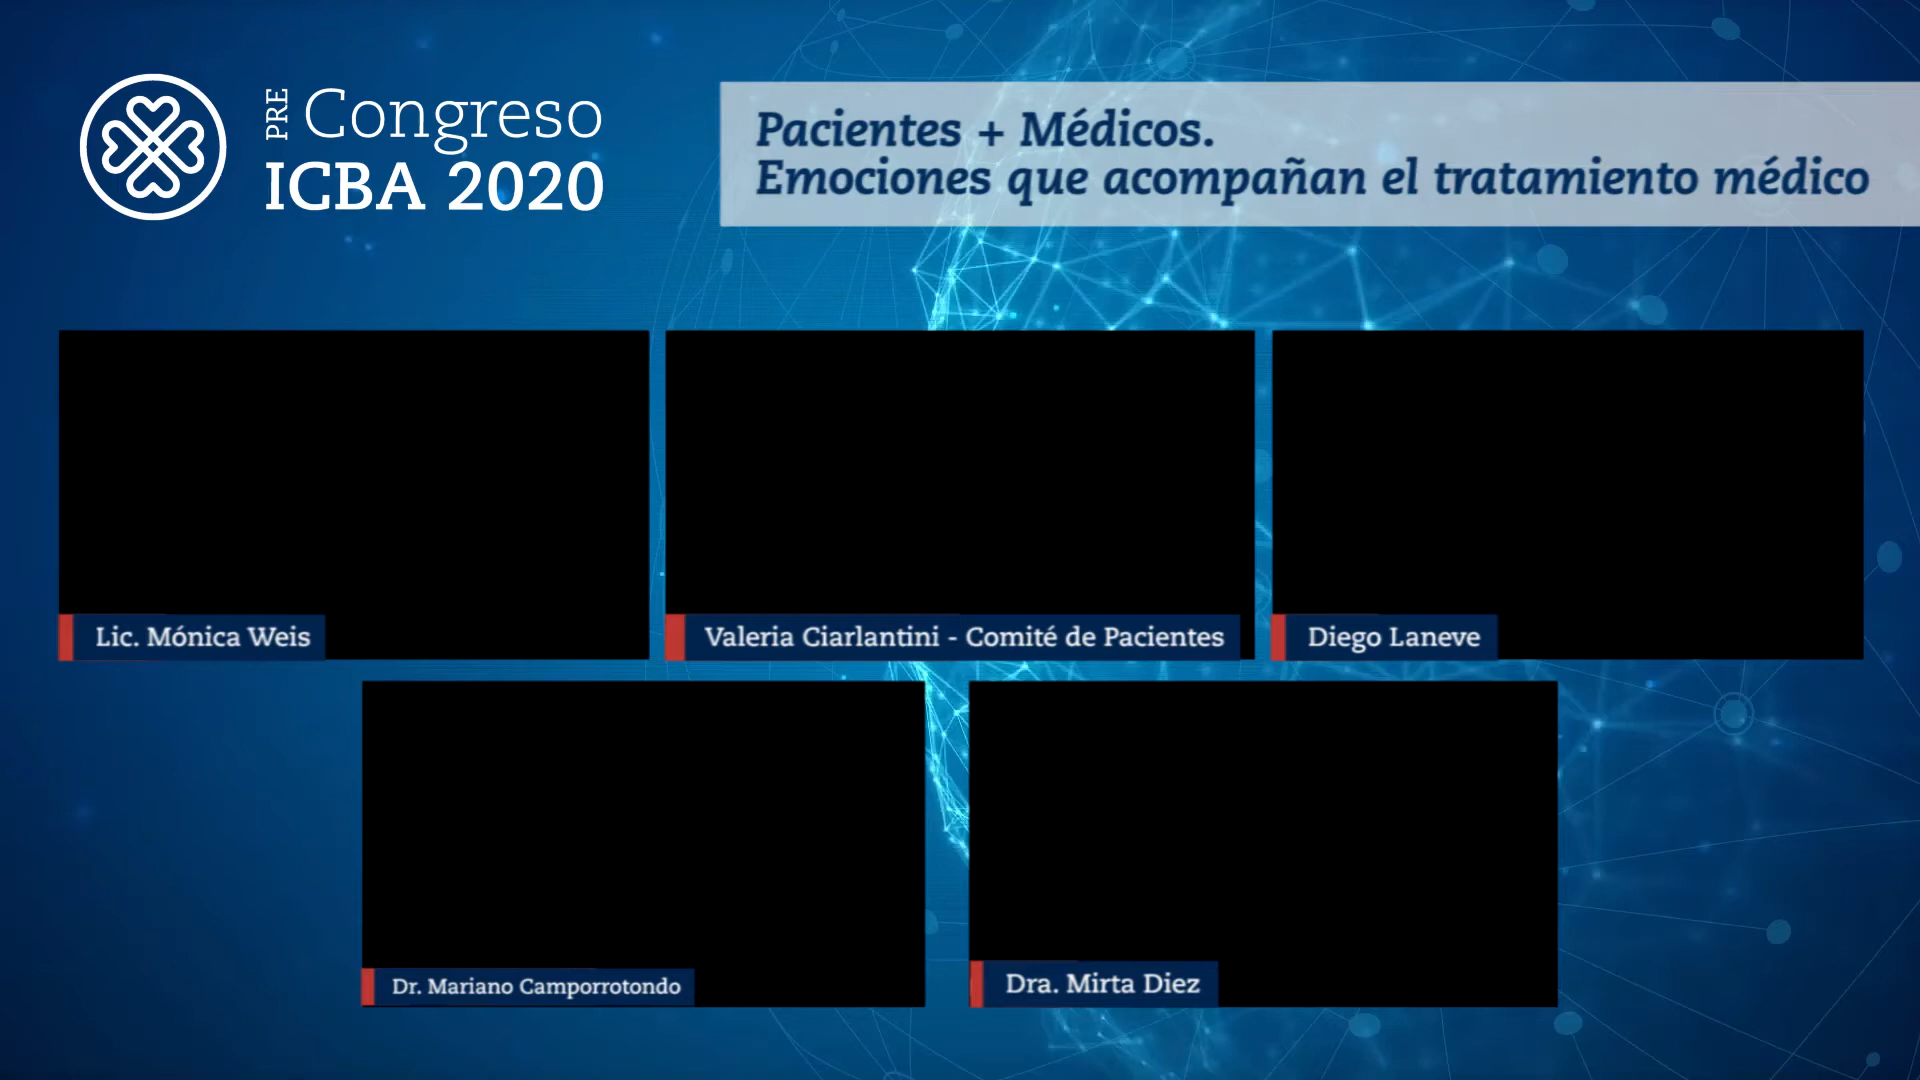 PRE Congreso
ICBA 2020
Pacientes + Médicos.
Emociones que acompañan el tratamiento médico
Lic. Mónica Weis
Valeria Ciarlantini - Comité de Pacientes
Diego Laneve
Dr. Mariano Camporrotondo
Dra. Mirta Diez